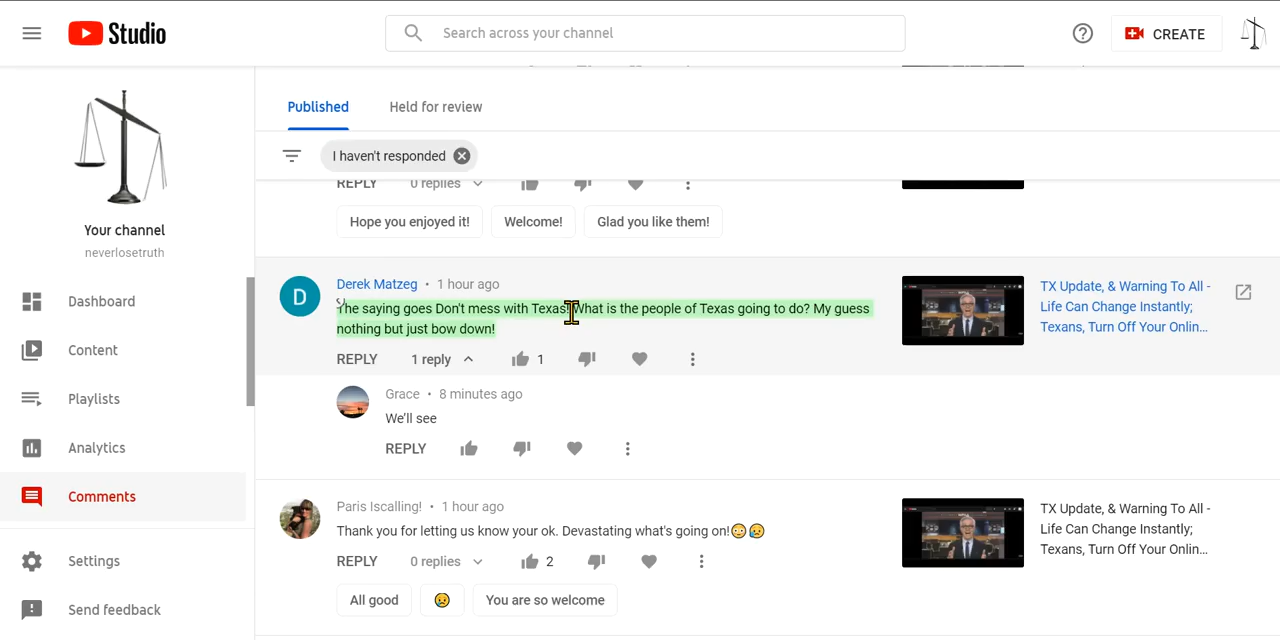 Studio
Search across your channel
CREATE
Your channel
neverlosetruth
Dashboard
Content
Playlists
Analytics
Comments
Settings
Send feedback
Published
Held for review
I haven't responded
REPLY 0 replies
Hope you enjoyed it! Welcome! Glad you like them!
Derek Matzeg • 1 hour ago
The saying goes Don't mess with Texas! What is the people of Texas going to do? My guess
nothing but just bow down!
REPLY 1 reply 1
TX Update, & Warning To All -
Life Can Change Instantly;
Texans, Turn Off Your Onlin...
Grace • 8 minutes ago
We'll see
REPLY
Paris Iscalling! • 1 hour ago
Thank you for letting us know your ok. Devastating what's going on!😳😥
REPLY 0 replies 2
All good 😥 You are so welcome
TX Update, & Warning To All -
Life Can Change Instantly;
Texans, Turn Off Your Onlin...
D